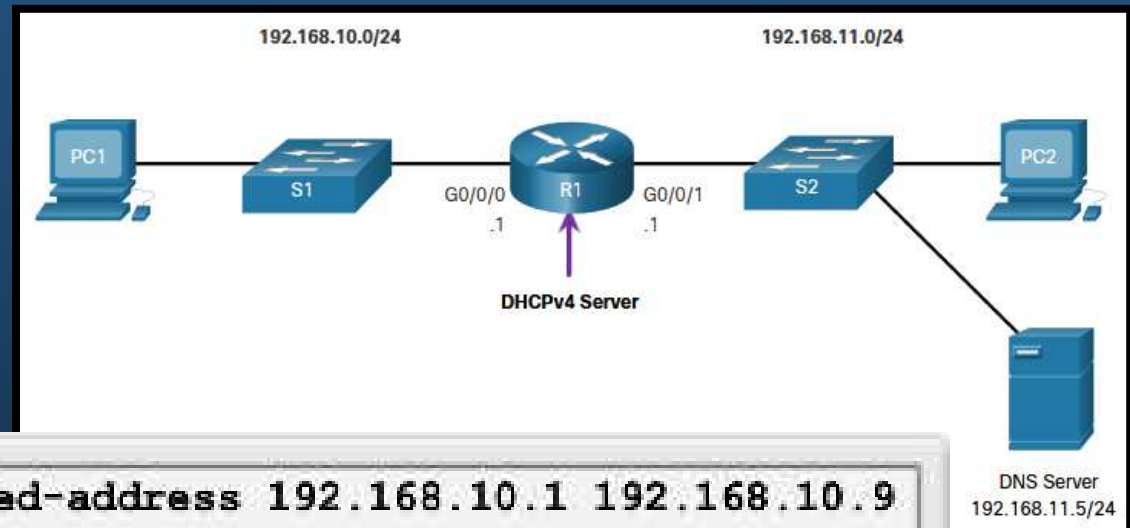 192.168.10.0/24
192.168.11.0/24
PC1
S1
G0/0/0
.1
R1
G0/0/1
.1
S2
PC2
DHCPv4 Server
DNS Server
192.168.11.5/24
192.168.10.1 192.168.10.9